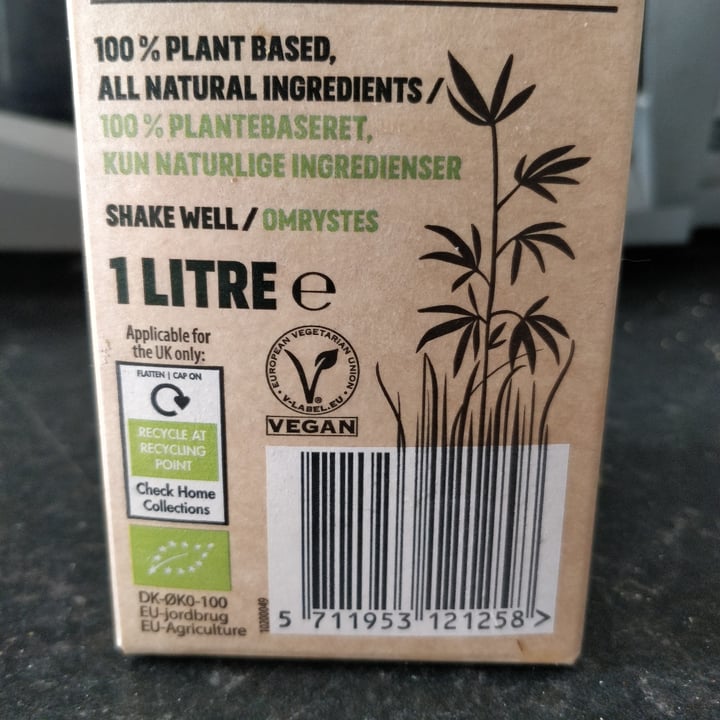 100 % PLANT BASED,
ALL NATURAL INGREDIENTS /
100 % PLANTEBASERET,
KUN NATURLIGE INGREDIENSER
SHAKE WELL / OMRYSTES
1 LITRE ℮
Applicable for
the UK only:
FLATTEN | CAP ON
RECYCLE AT
RECYCLING
POINT
Check Home
Collections
EUROPEAN VEGETARIAN UNION
• V-LABEL.EU •
®
VEGAN
DK-ØKO-100
EU-jordbrug
EU-Agriculture
10200049
5 711953 121258 >